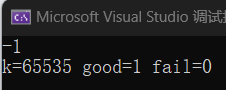 Microsoft Visual Studio 调试
-1
k=65535 good=1 fail=0